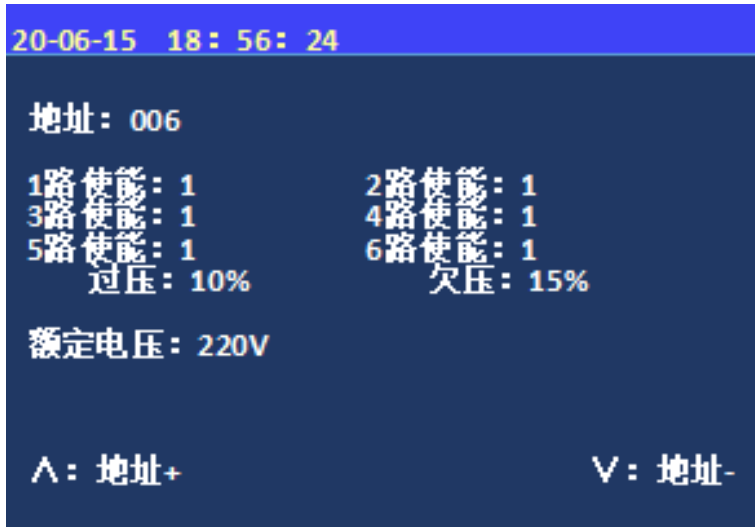 20-06-15 18：56：24
地址：006
1路使能：1 2路使能：1
3路使能：1 4路使能：1
5路使能：1 6路使能：1
过压：10% 欠压：15%
额定电压：220V
∧：地址+ ∨：地址-